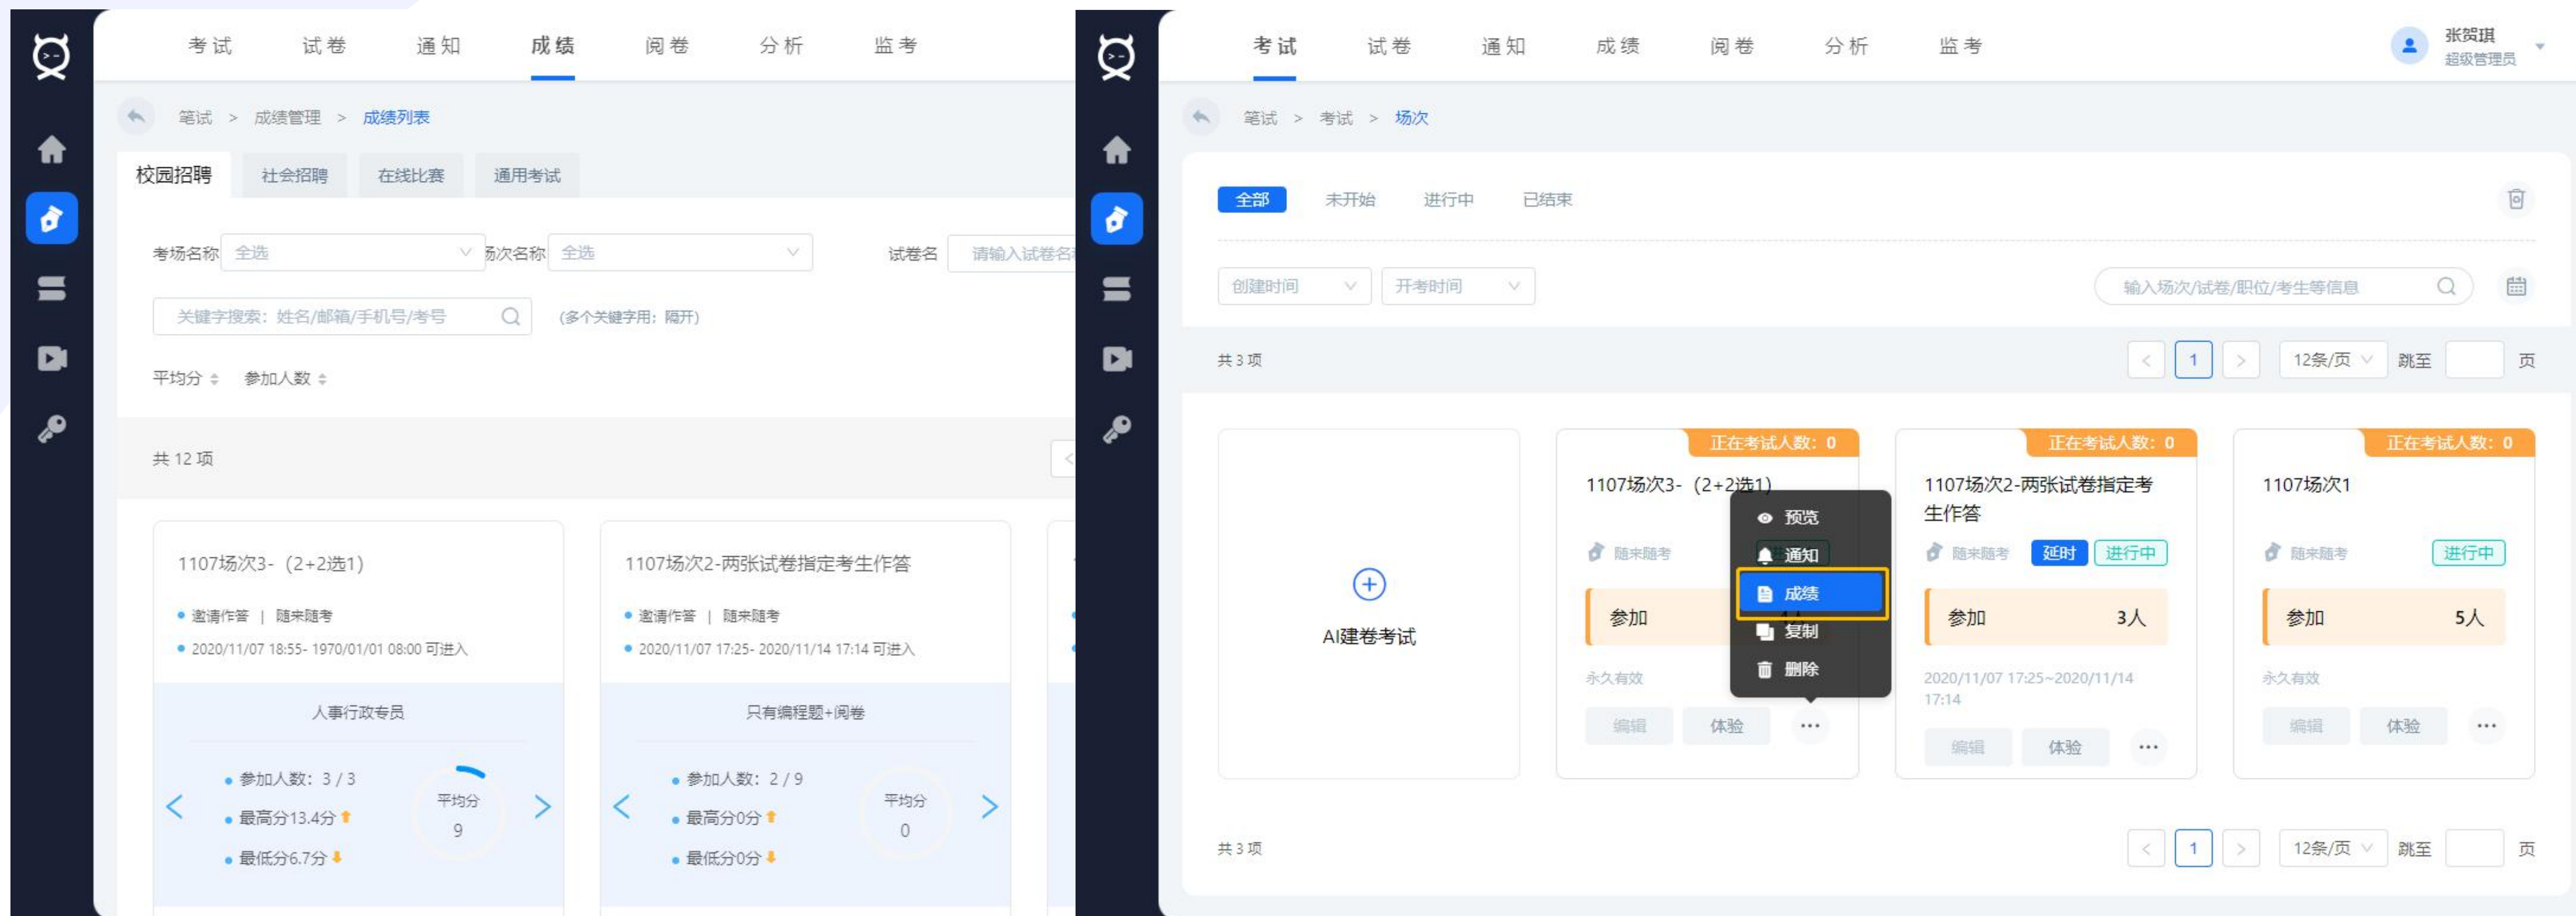 考试 试卷 通知 成绩 阅卷 分析 监考
笔试 > 成绩管理 > 成绩列表
校园招聘 社会招聘 在线比赛 通用考试
考场名称 全选 场次名称 全选 试卷名 请输入试卷名
关键字搜索：姓名/邮箱/手机号/考号 (多个关键字用；隔开)
平均分 参加人数
共 12 项
1107场次3-（2+2选1）
邀请作答 | 随来随考
2020/11/07 18:55- 1970/01/01 08:00 可进入
人事行政专员
参加人数：3 / 3
最高分13.4分
最低分6.7分
平均分
9
1107场次2-两张试卷指定考生作答
邀请作答 | 随来随考
2020/11/07 17:25- 2020/11/14 17:14 可进入
只有编程题+阅卷
参加人数：2 / 9
最高分0分
最低分0分
平均分
0
考试 试卷 通知 成绩 阅卷 分析 监考
张贺琪
超级管理员
笔试 > 考试 > 场次
全部 未开始 进行中 已结束
创建时间 开考时间 输入场次/试卷/职位/考生等信息
共 3 项 < 1 > 12条/页 跳至 页
AI建卷考试
正在考试人数：0
1107场次3-（2+2选1）
随来随考
参加
永久有效
编辑 体验 •••
预览
通知
成绩
复制
删除
正在考试人数：0
1107场次2-两张试卷指定考
生作答
随来随考 延时 进行中
参加 3人
2020/11/07 17:25~2020/11/14
17:14
编辑 体验 •••
正在考试人数：0
1107场次1
随来随考 进行中
参加 5人
永久有效
编辑 体验 •••
共 3 项 < 1 > 12条/页 跳至 页